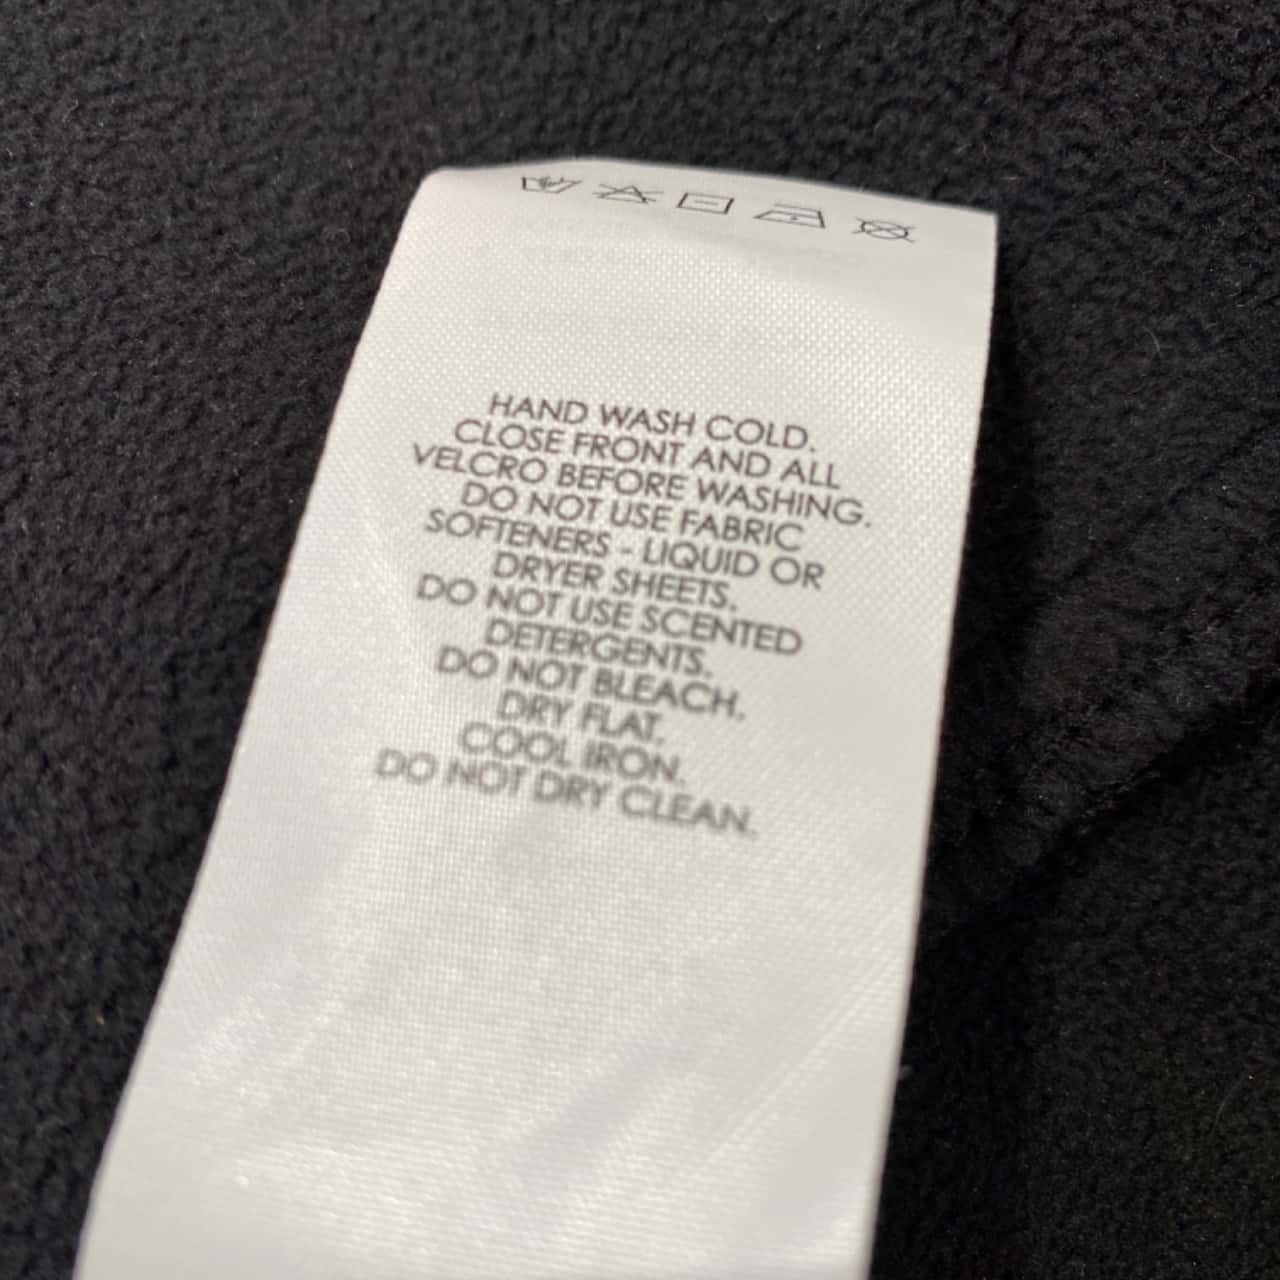 HAND WASH COLD.
CLOSE FRONT AND ALL
VELCRO BEFORE WASHING.
DO NOT USE FABRIC
SOFTENERS - LIQUID OR
DRYER SHEETS.
DO NOT USE SCENTED
DETERGENTS.
DO NOT BLEACH.
DRY FLAT.
COOL IRON.
DO NOT DRY CLEAN.